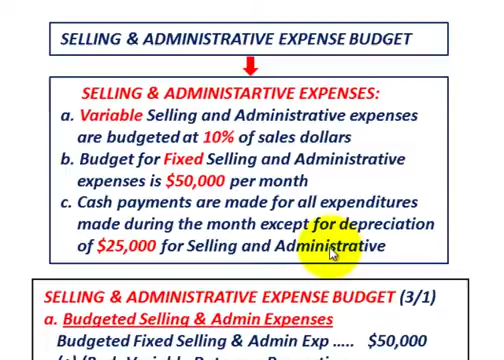 SELLING & ADMINISTRATIVE EXPENSE BUDGET
SELLING & ADMINISTARTIVE EXPENSES:
a. Variable Selling and Administrative expenses
are budgeted at 10% of sales dollars
b. Budget for Fixed Selling and Administrative
expenses is $50,000 per month
c. Cash payments are made for all expenditures
made during the month except for depreciation
of $25,000 for Selling and Administrative
SELLING & ADMINISTRATIVE EXPENSE BUDGET (3/1)
a. Budgeted Selling & Admin Expenses
Budgeted Fixed Selling & Admin Exp ..... $50,000